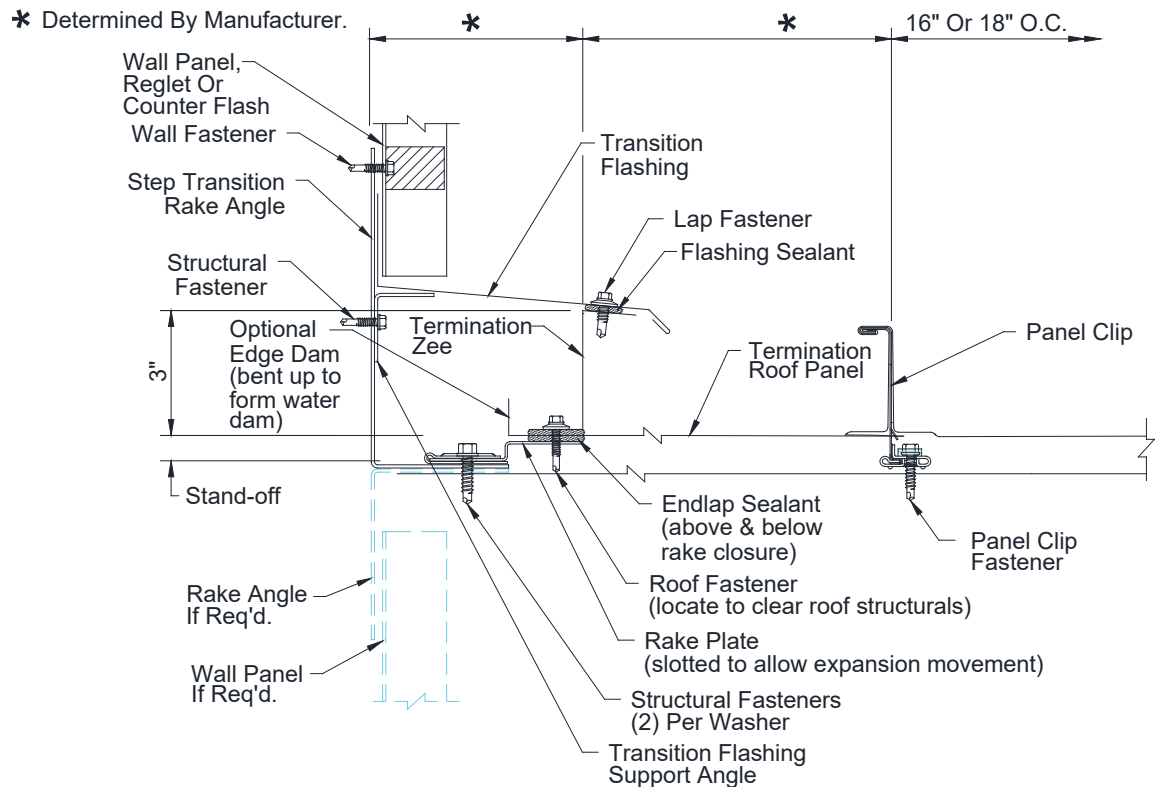 * Determined By Manufacturer.
*
*
16" Or 18" O.C.
Wall Panel,
Reglet Or
Counter Flash
Wall Fastener
Step Transition
Rake Angle
Structural
Fastener
Transition
Flashing
Lap Fastener
Flashing Sealant
Optional
Edge Dam
(bent up to
form water
dam)
Termination
Zee
3"
Termination
Roof Panel
Panel Clip
Stand-off
Endlap Sealant
(above & below
rake closure)
Panel Clip
Fastener
Rake Angle
If Req'd.
Roof Fastener
(locate to clear roof structurals)
Rake Plate
(slotted to allow expansion movement)
Wall Panel
If Req'd.
Structural Fasteners
(2) Per Washer
Transition Flashing
Support Angle